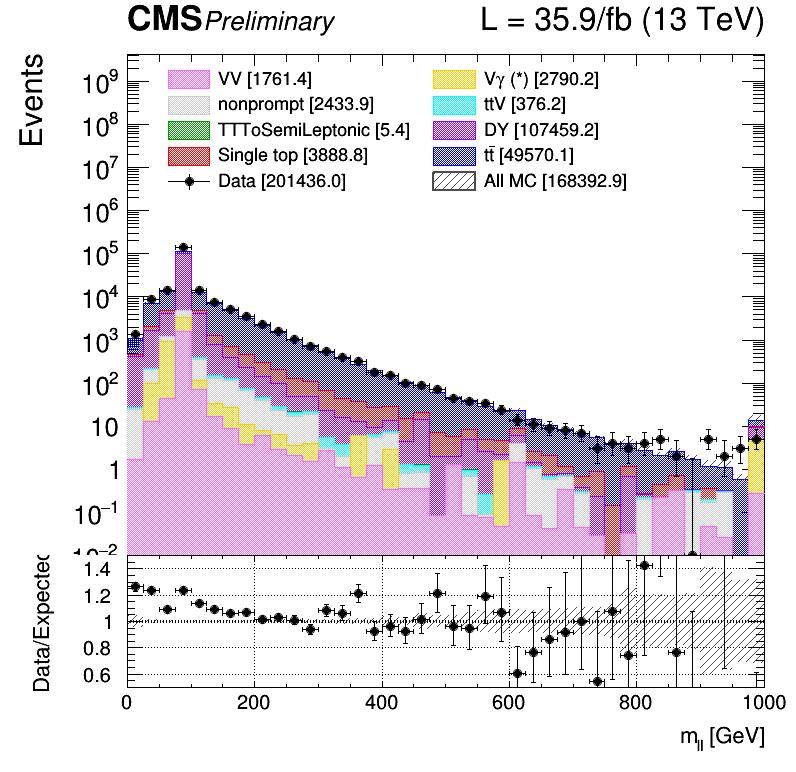 CMS Preliminary L = 35.9/fb (13 TeV)
Events
10⁹
10⁸
10⁷
10⁶
10⁵
10⁴
10³
10²
10
1
10⁻¹
10⁻²
VV [1761.4]
nonprompt [2433.9]
TTToSemiLeptonic [5.4]
Single top [3888.8]
Data [201436.0]
Vγ (*) [2790.2]
ttV [376.2]
DY [107459.2]
tt̄ [49570.1]
All MC [168392.9]
Data/Expected
1.4
1.2
1
0.8
0.6
0 200 400 600 800 1000
m_ll [GeV]